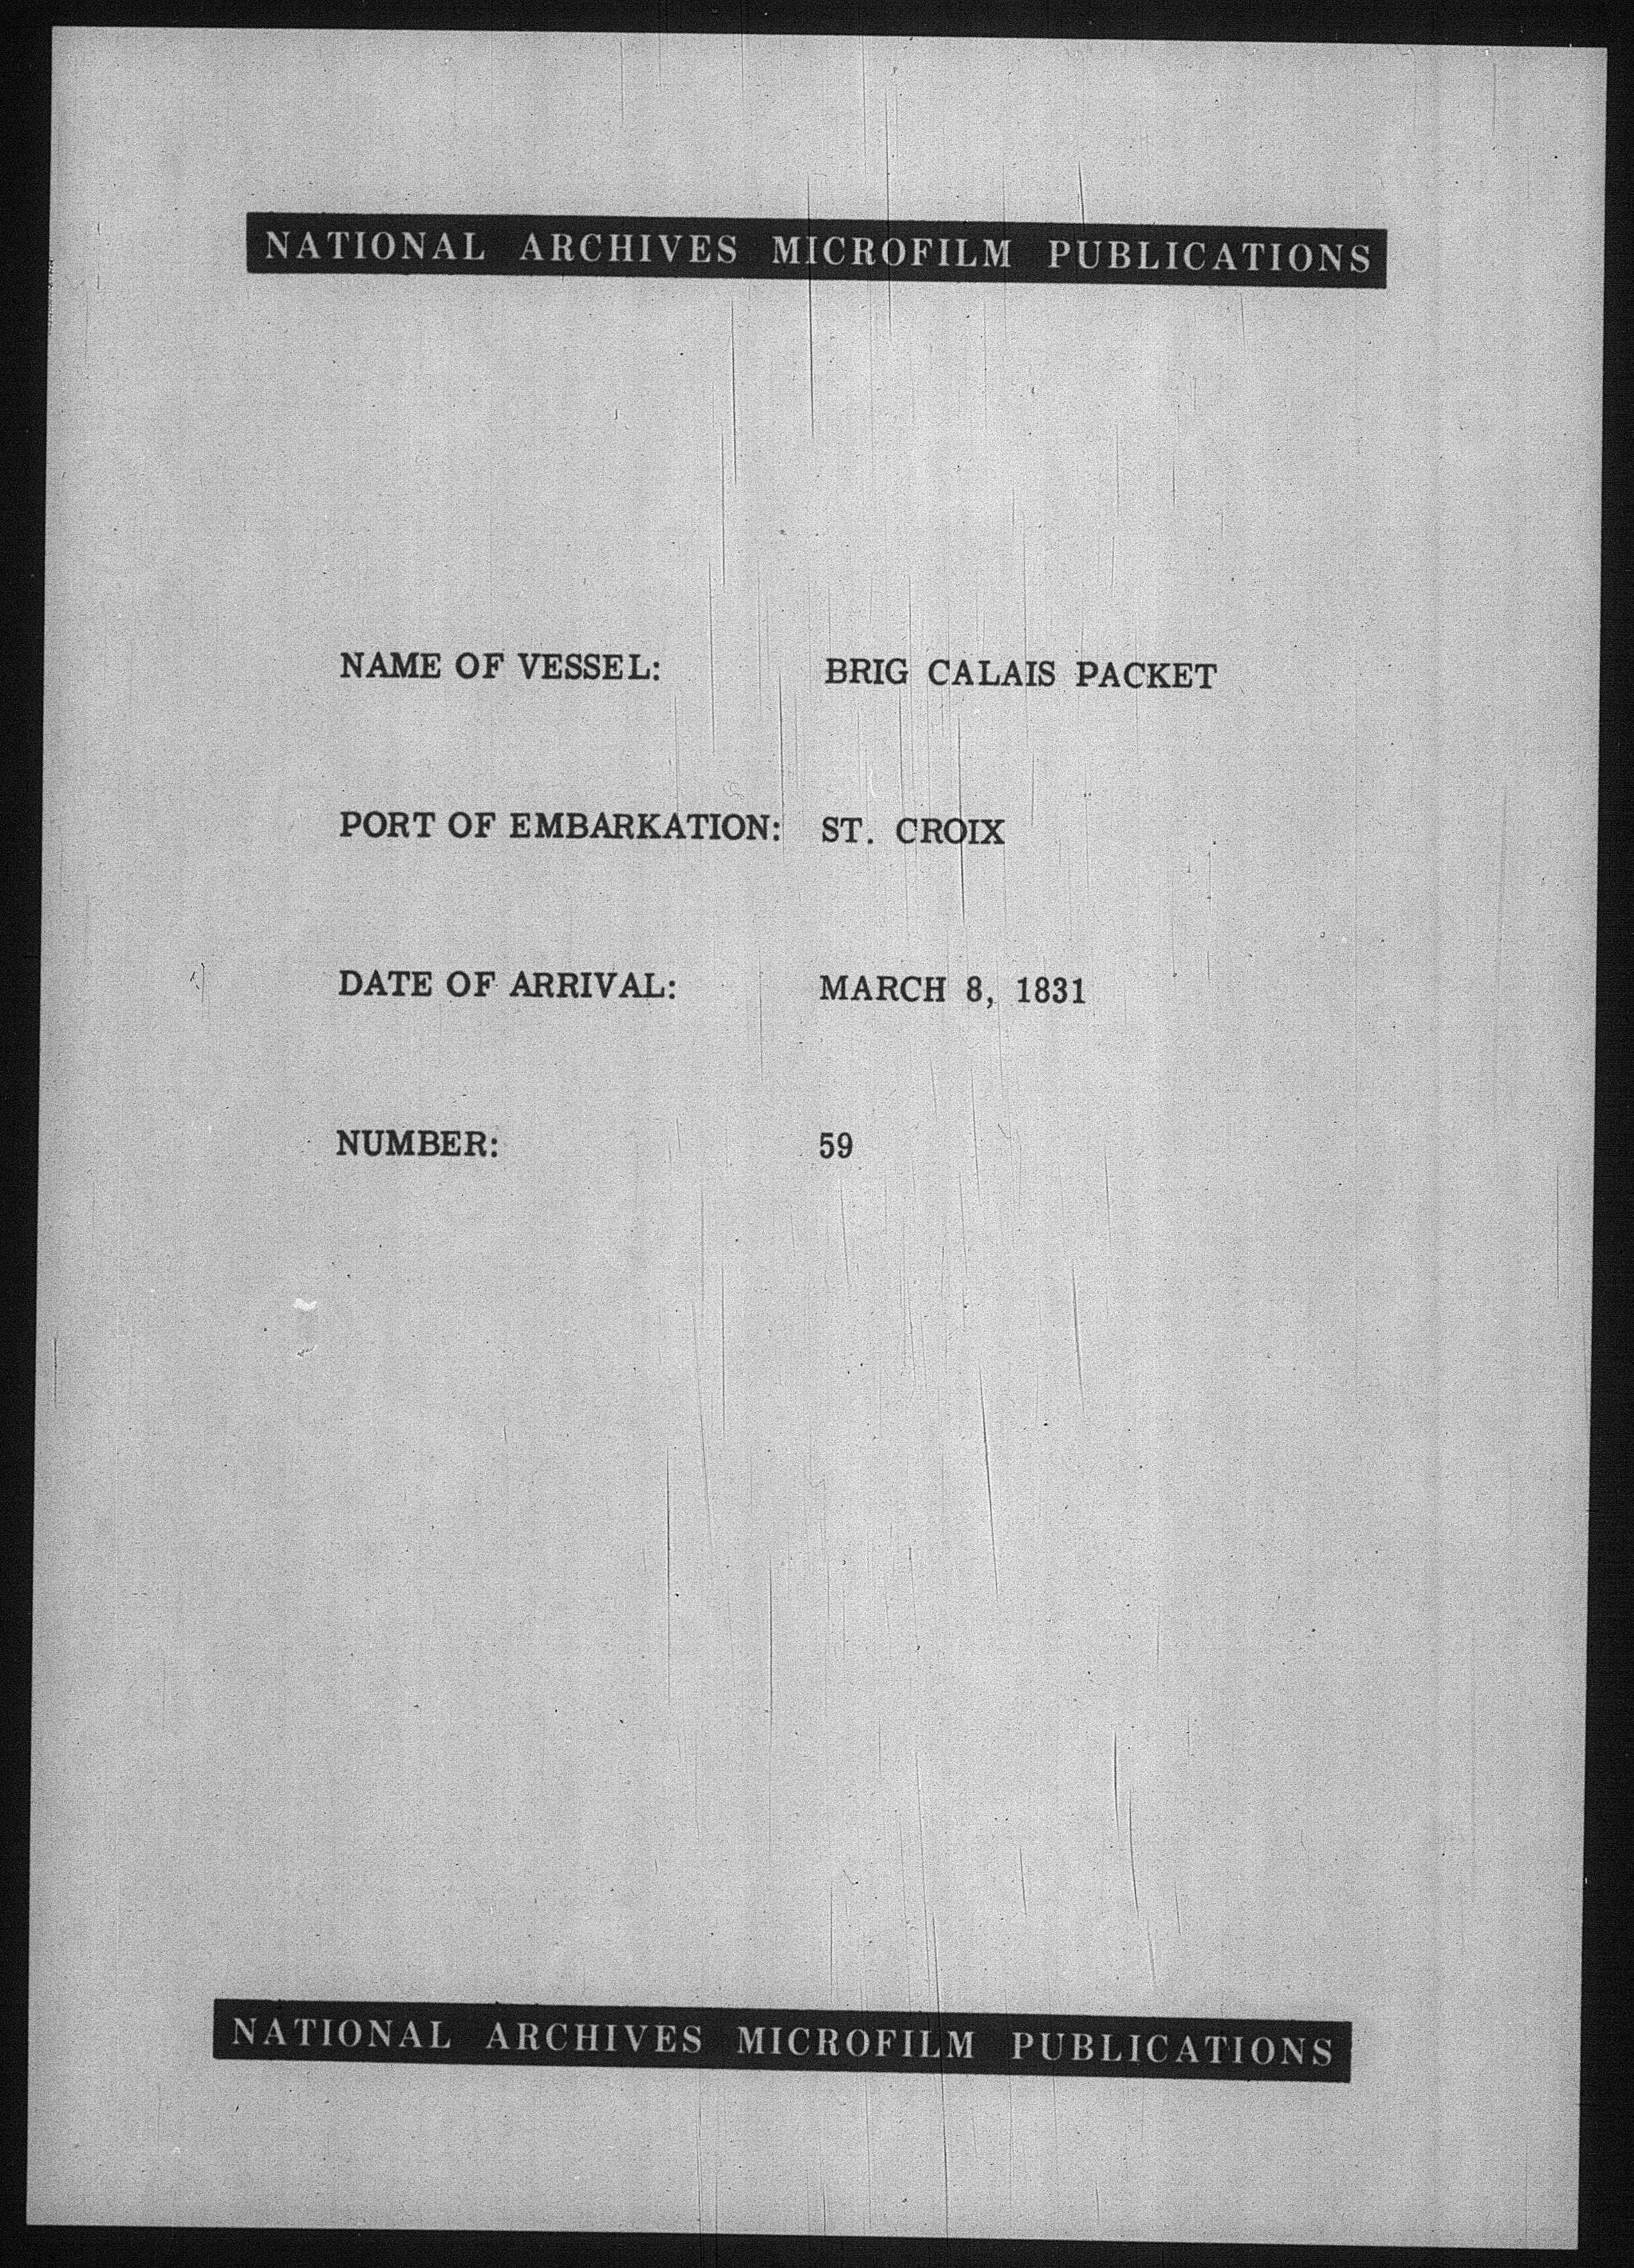 NATIONAL ARCHIVES MICROFILM PUBLICATIONS
NAME OF VESSEL: BRIG CALAIS PACKET
PORT OF EMBARKATION: ST. CROIX
DATE OF ARRIVAL: MARCH 8, 1831
NUMBER: 59
NATIONAL ARCHIVES MICROFILM PUBLICATIONS